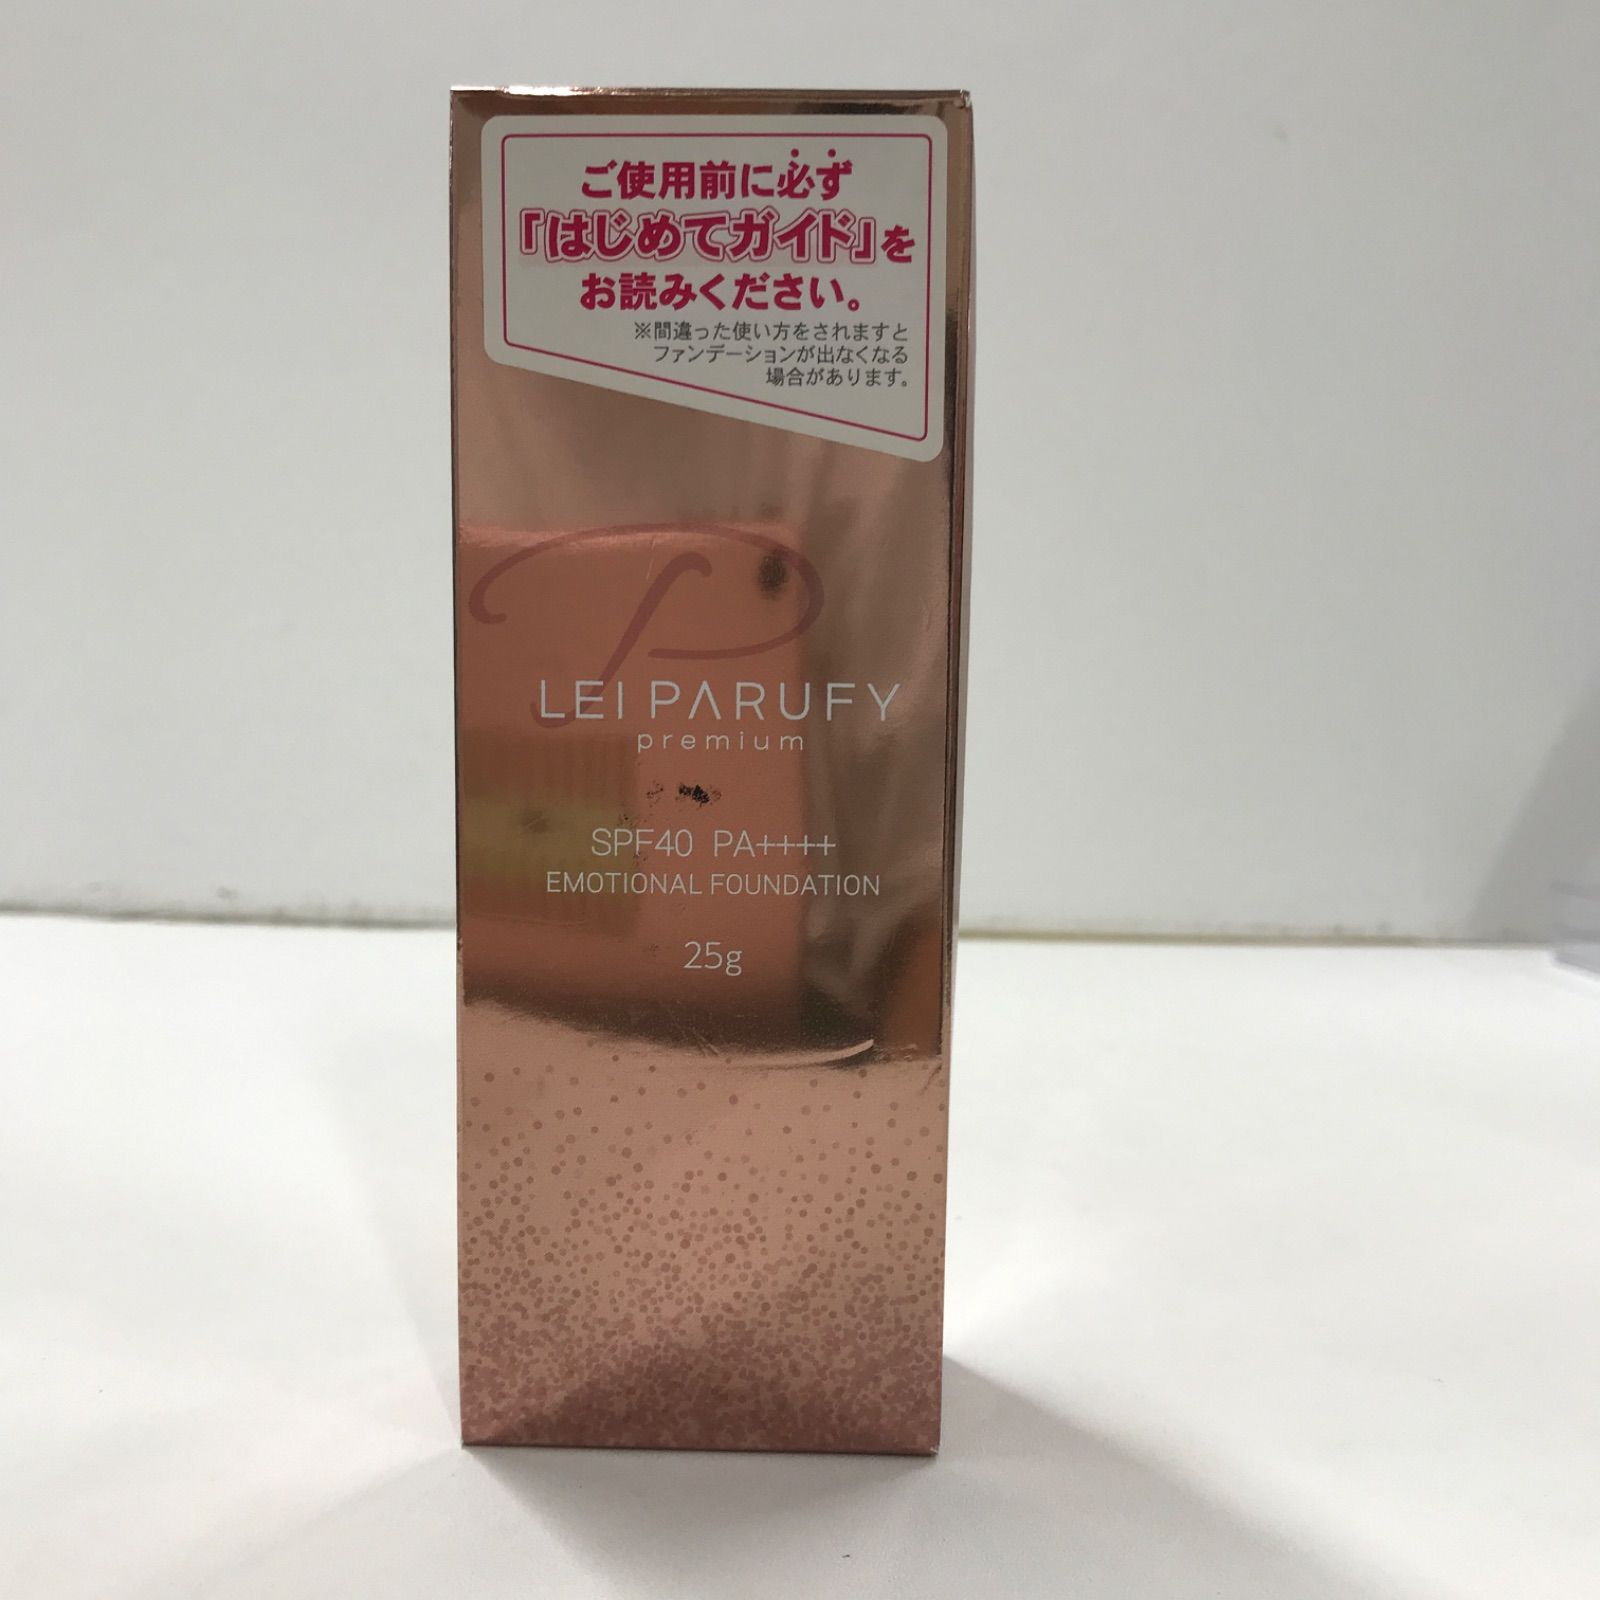 ご使用前に必ず
「はじめてガイド」を
お読みください。
※間違った使い方をされますと
ファンデーションが出なくなる
場合があります。
P
LEI PARUFY
premium
SPF40 PA++++
EMOTIONAL FOUNDATION
25g